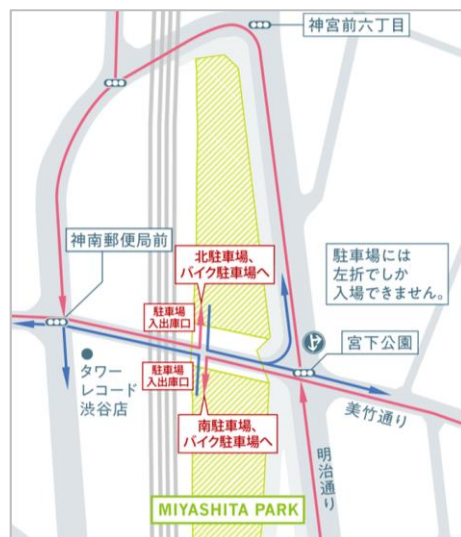 神宮前六丁目
神南郵便局前
北駐車場、
バイク駐車場へ
駐車場には
左折でしか
入場できません。
駐車場
入出庫口
宮下公園
タワー
レコード
渋谷店
駐車場
入出庫口
美竹通り
南駐車場、
バイク駐車場へ
明治通り
MIYASHITA PARK